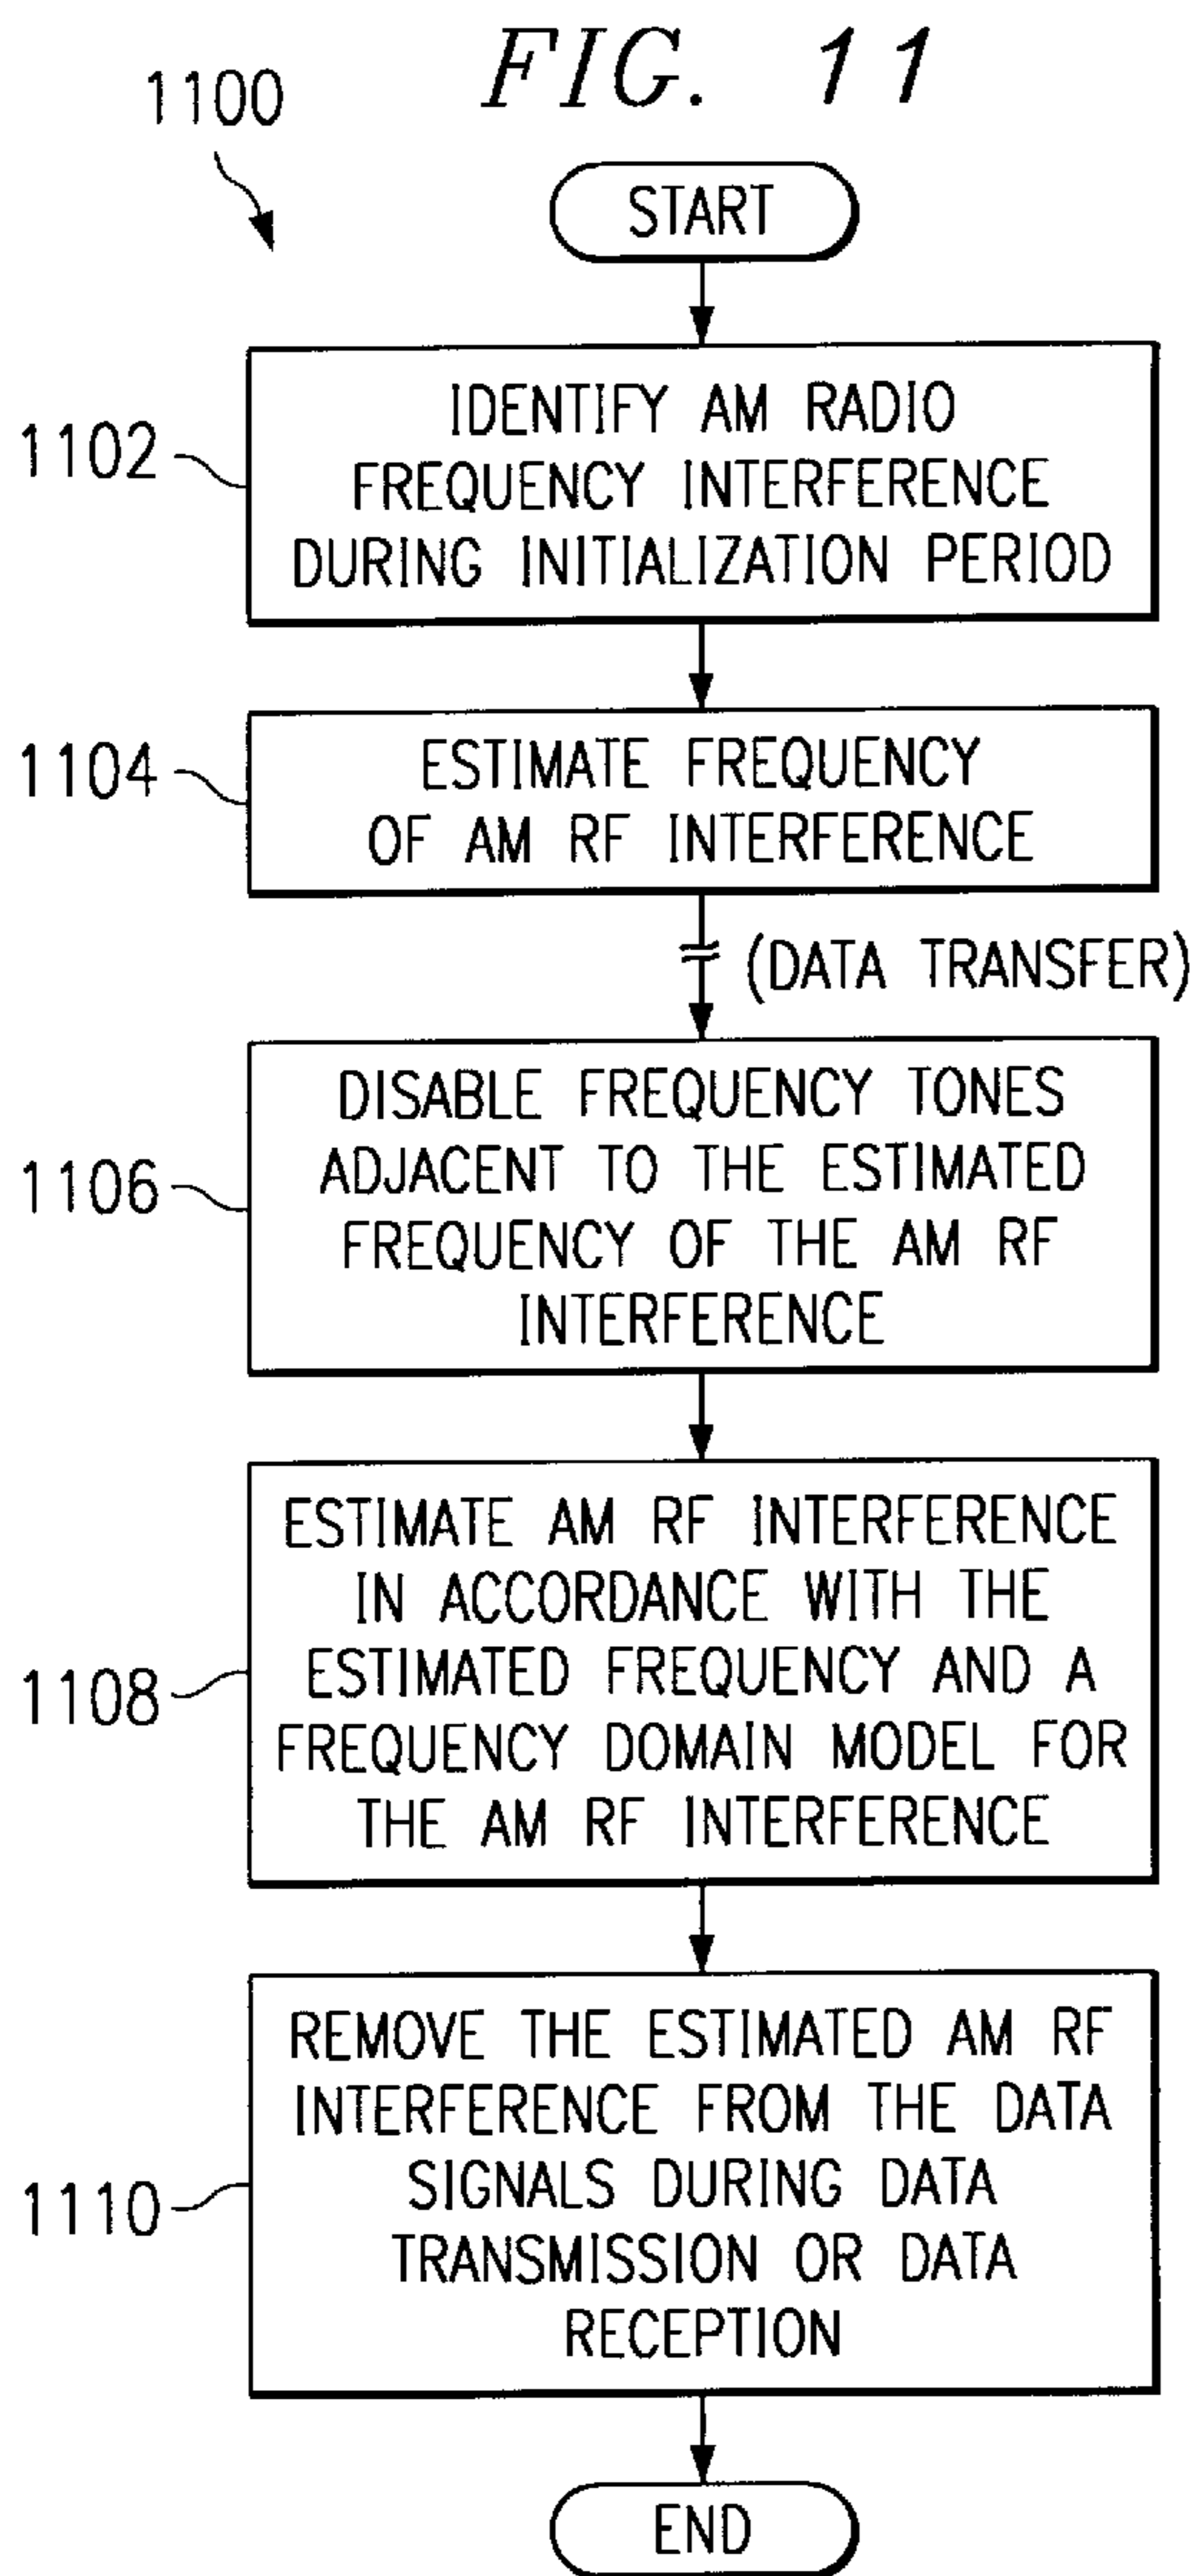 FIG. 11
1100
START
1102
IDENTIFY AM RADIO
FREQUENCY INTERFERENCE
DURING INITIALIZATION PERIOD
1104
ESTIMATE FREQUENCY
OF AM RF INTERFERENCE
(DATA TRANSFER)
1106
DISABLE FREQUENCY TONES
ADJACENT TO THE ESTIMATED
FREQUENCY OF THE AM RF
INTERFERENCE
1108
ESTIMATE AM RF INTERFERENCE
IN ACCORDANCE WITH THE
ESTIMATED FREQUENCY AND A
FREQUENCY DOMAIN MODEL FOR
THE AM RF INTERFERENCE
1110
REMOVE THE ESTIMATED AM RF
INTERFERENCE FROM THE DATA
SIGNALS DURING DATA
TRANSMISSION OR DATA
RECEPTION
END